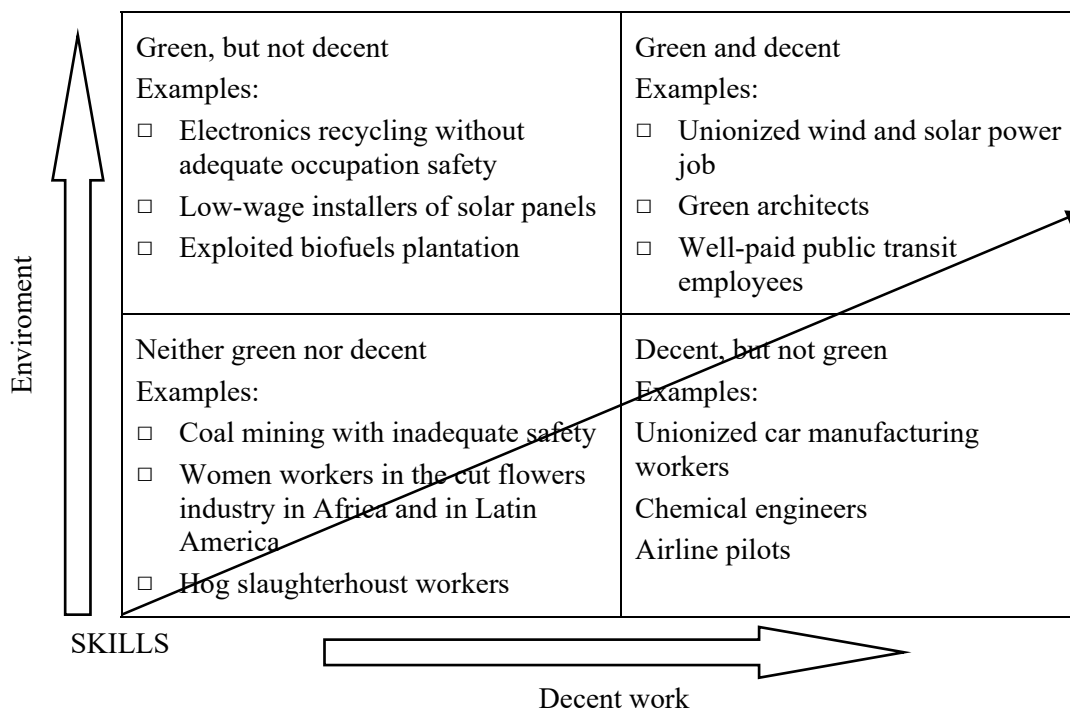 Green, but not decent
Examples:
□ Electronics recycling without
adequate occupation safety
□ Low-wage installers of solar panels
□ Exploited biofuels plantation
Green and decent
Examples:
□ Unionized wind and solar power
job
□ Green architects
□ Well-paid public transit
employees
Enviroment
Neither green nor decent
Examples:
□ Coal mining with inadequate safety
□ Women workers in the cut flowers
industry in Africa and in Latin
America
□ Hog slaughterhoust workers
Decent, but not green
Examples:
Unionized car manufacturing
workers
Chemical engineers
Airline pilots
SKILLS
Decent work